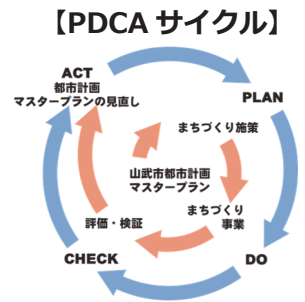 【PDCA サイクル】
ACT
都市計画
マスタープランの見直し
PLAN
まちづくり施策
山武市都市計画
マスタープラン
まちづくり
事業
評価・検証
CHECK
DO